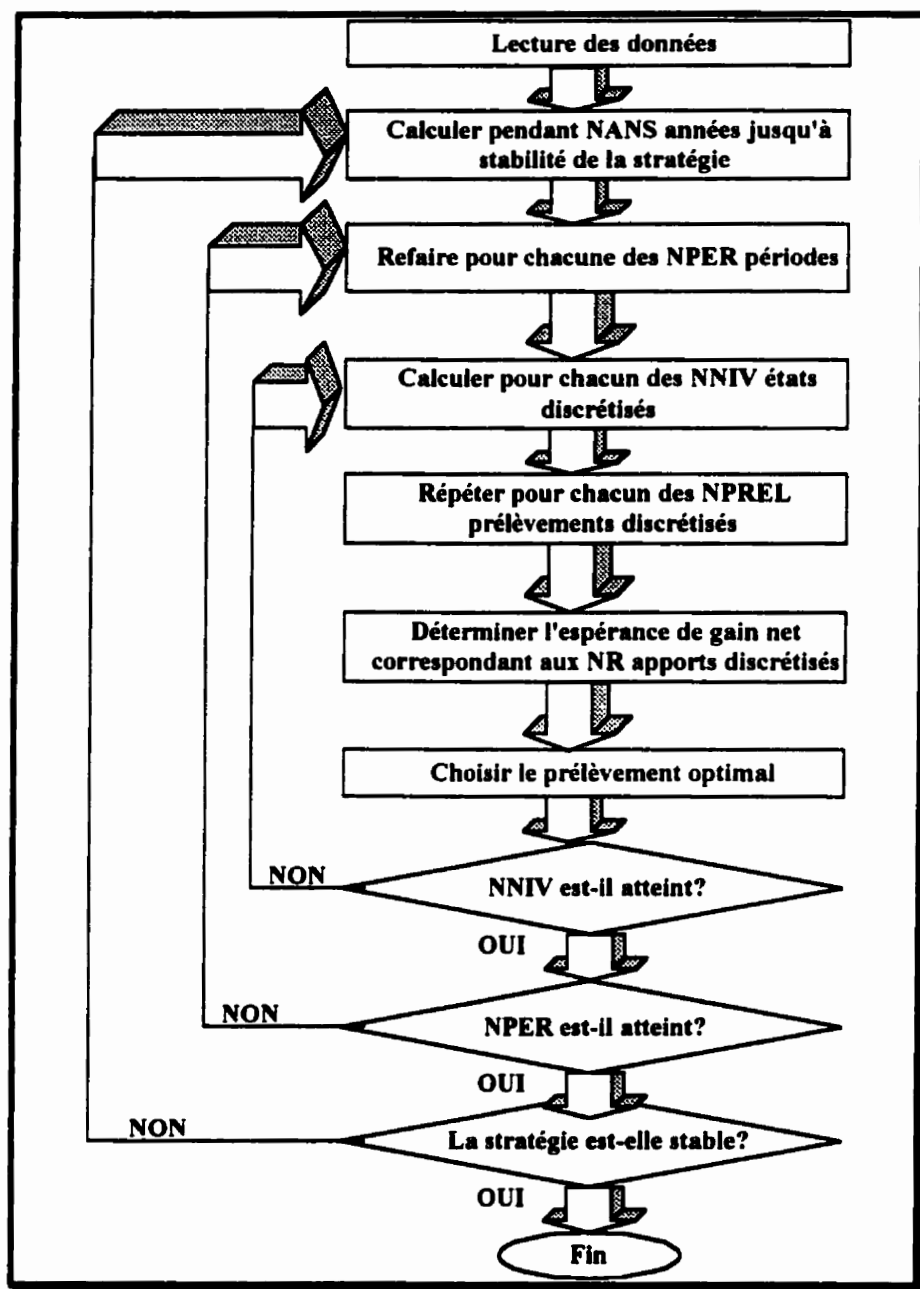 Lecture des données
Calculer pendant NANS années jusqu'à
stabilité de la stratégie
Refaire pour chacune des NPER périodes
Calculer pour chacun des NNIV états
discrétisés
Répéter pour chacun des NPREL
prélèvements discrétisés
Déterminer l'espérance de gain net
correspondant aux NR apports discrétisés
Choisir le prélèvement optimal
NON
NNIV est-il atteint?
OUI
NON
NPER est-il atteint?
OUI
NON
La stratégie est-elle stable?
OUI
Fin